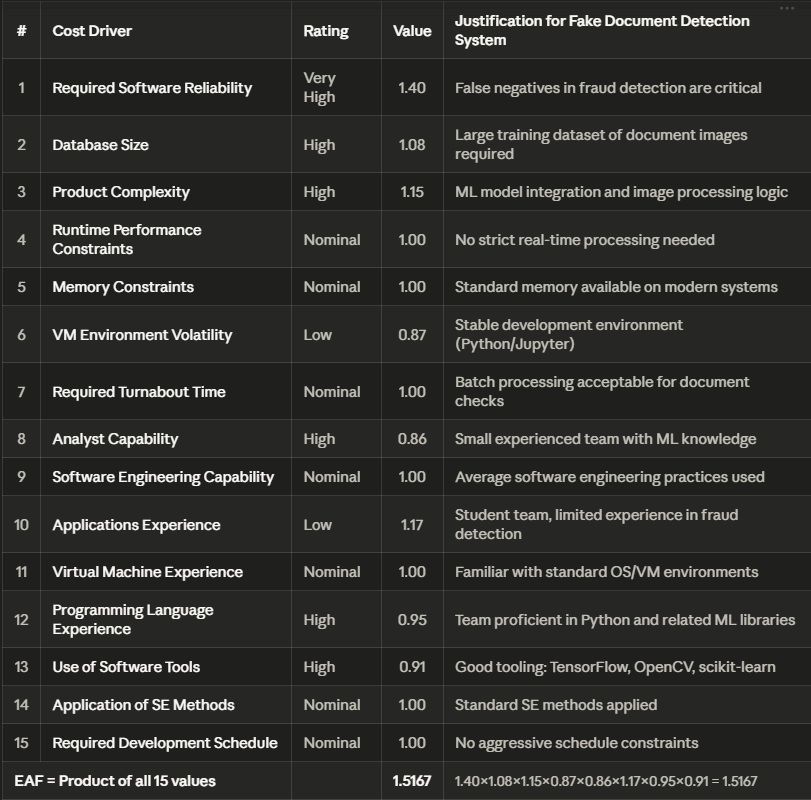 # Cost Driver Rating Value Justification for Fake Document Detection
System
1 Required Software Reliability Very
High 1.40 False negatives in fraud detection are critical
2 Database Size High 1.08 Large training dataset of document images
required
3 Product Complexity High 1.15 ML model integration and image processing logic
4 Runtime Performance
Constraints Nominal 1.00 No strict real-time processing needed
5 Memory Constraints Nominal 1.00 Standard memory available on modern systems
6 VM Environment Volatility Low 0.87 Stable development environment
(Python/Jupyter)
7 Required Turnabout Time Nominal 1.00 Batch processing acceptable for document
checks
8 Analyst Capability High 0.86 Small experienced team with ML knowledge
9 Software Engineering Capability Nominal 1.00 Average software engineering practices used
10 Applications Experience Low 1.17 Student team, limited experience in fraud
detection
11 Virtual Machine Experience Nominal 1.00 Familiar with standard OS/VM environments
12 Programming Language
Experience High 0.95 Team proficient in Python and related ML libraries
13 Use of Software Tools High 0.91 Good tooling: TensorFlow, OpenCV, scikit-learn
14 Application of SE Methods Nominal 1.00 Standard SE methods applied
15 Required Development Schedule Nominal 1.00 No aggressive schedule constraints
EAF = Product of all 15 values 1.5167 1.40×1.08×1.15×0.87×0.86×1.17×0.95×0.91 = 1.5167